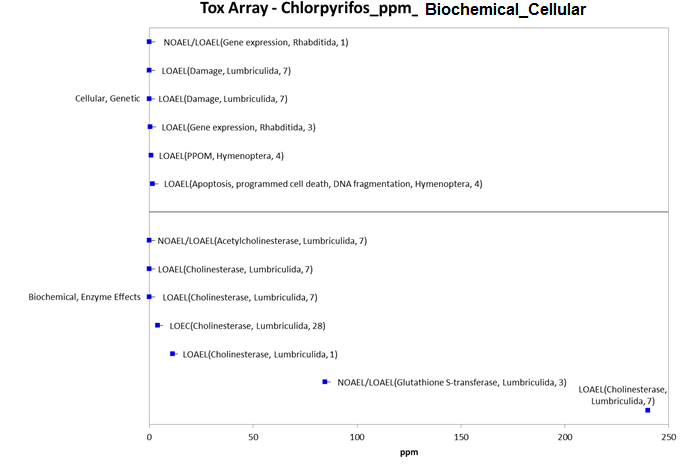 Tox Array - Chlorpyrifos_ppm_ Biochemical_Cellular
NOAEL/LOAEL(Gene expression, Rhabditida, 1)
LOAEL(Damage, Lumbriculida, 7)
Cellular, Genetic
LOAEL(Damage, Lumbriculida, 7)
LOAEL(Gene expression, Rhabditida, 3)
LOAEL(PPOM, Hymenoptera, 4)
LOAEL(Apoptosis, programmed cell death, DNA fragmentation, Hymenoptera, 4)
NOAEL/LOAEL(Acetylcholinesterase, Lumbriculida, 7)
LOAEL(Cholinesterase, Lumbriculida, 7)
Biochemical, Enzyme Effects
LOAEL(Cholinesterase, Lumbriculida, 7)
LOEC(Cholinesterase, Lumbriculida, 28)
LOAEL(Cholinesterase, Lumbriculida, 1)
NOAEL/LOAEL(Glutathione S-transferase, Lumbriculida, 3)
LOAEL(Cholinesterase,
Lumbriculida, 7)
0 50 100 150 200 250
ppm